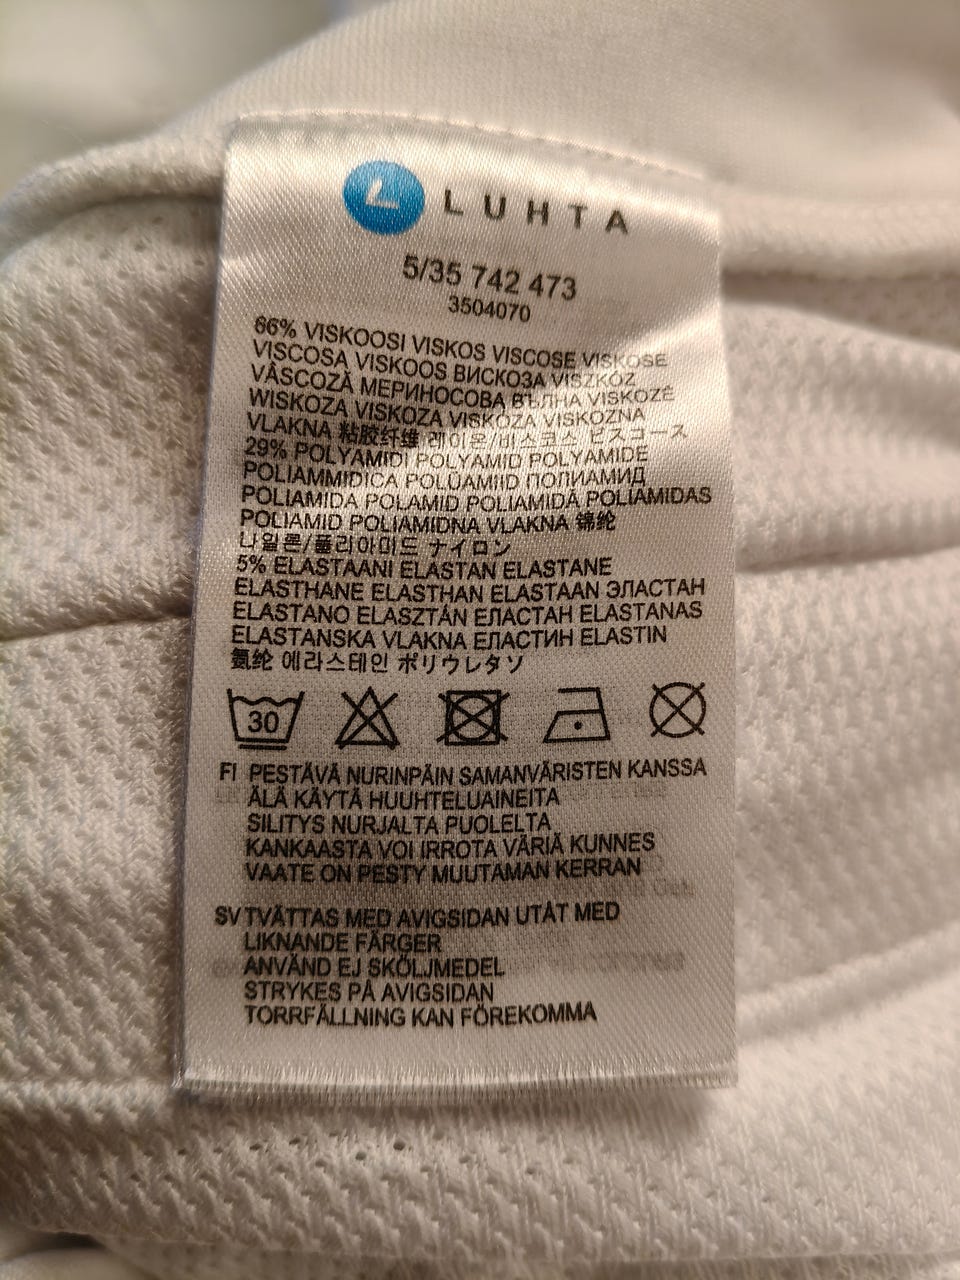 LUHTA
5/35 742 473
3504070
66% VISKOOSI VISKOS VISCOSE VISKOSE
VISCOSA VISKOOS ВИСКОЗА VISZKÓZ
VÂSCOZĂ МЕРИНОСОВА ВЪЛНА VISKOZĖ
WISKOZA VISKOZA VISKÓZA VISKOZNA
VLAKNA 粘胶纤维 레이온/비스코스 ビスコース
29% POLYAMIDI POLYAMID POLYAMIDE
POLIAMMIDICA POLÜAMIID ПОЛИАМИД
POLIAMIDA POLAMID POLIAMIDĂ POLIAMIDAS
POLIAMID POLIAMIDNA VLAKNA 锦纶
나일론/폴리아미드 ナイロン
5% ELASTAANI ELASTAN ELASTANE
ELASTHANE ELASTHAN ELASTAAN ЭЛАСТАН
ELASTANO ELASZTÁN ЕЛАСТАН ELASTANAS
ELASTANSKA VLAKNA ЕЛАСТИН ELASTIN
氨纶 에라스테인 ポリウレタソ
30
FI PESTÄVÄ NURINPÄIN SAMANVÄRISTEN KANSSA
ÄLÄ KÄYTÄ HUUHTELUAINEITA
SILITYS NURJALTA PUOLELTA
KANKAASTA VOI IRROTA VÄRIÄ KUNNES
VAATE ON PESTY MUUTAMAN KERRAN
SV TVÄTTAS MED AVIGSIDAN UTÅT MED
LIKNANDE FÄRGER
ANVÄND EJ SKÖLJMEDEL
STRYKES PÅ AVIGSIDAN
TORRFÄLLNING KAN FÖREKOMMA